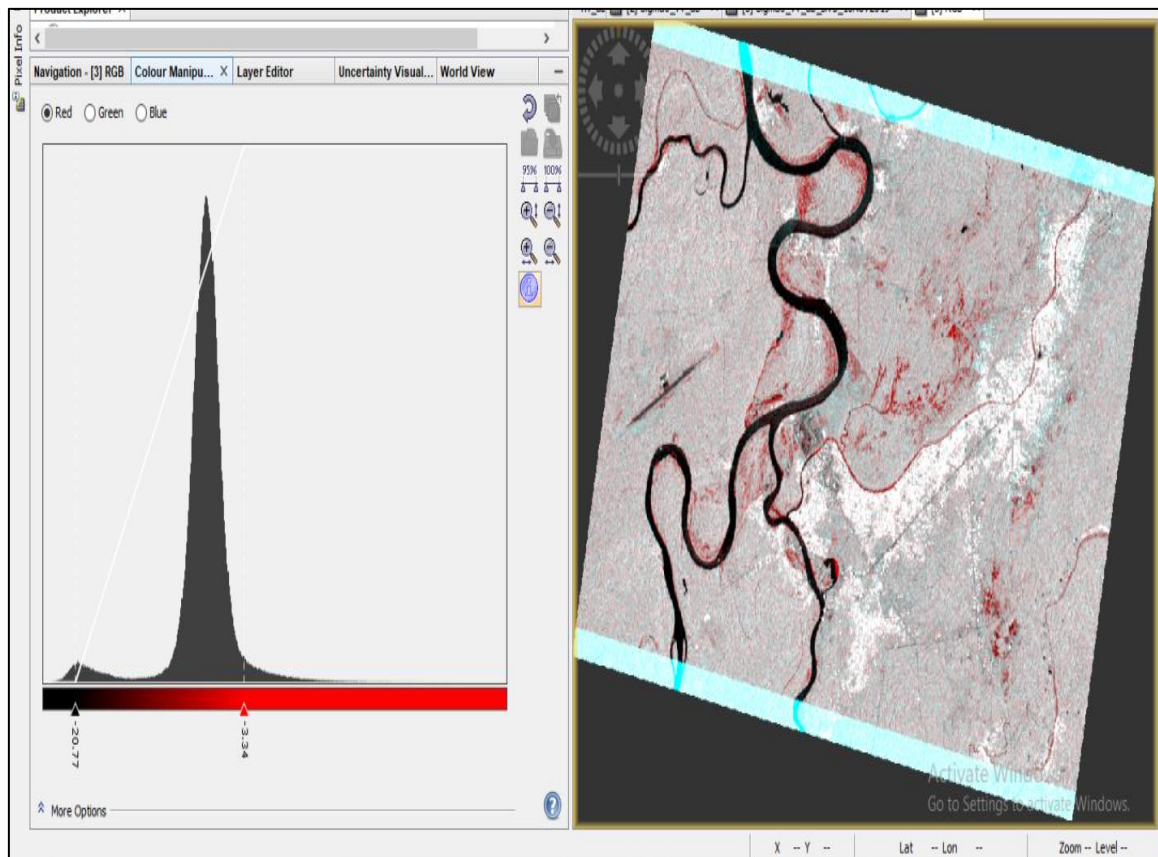 Product Explorer X
Pixel Info
Navigation - [3] RGB
Colour Manipu... X
Layer Editor
Uncertainty Visual...
World View
Red
Green
Blue
95%
100%
-20.77
-3.34
More Options
?
Activate Windows
Go to Settings to activate Windows.
X -- Y --
Lat -- Lon --
Zoom -- Level --